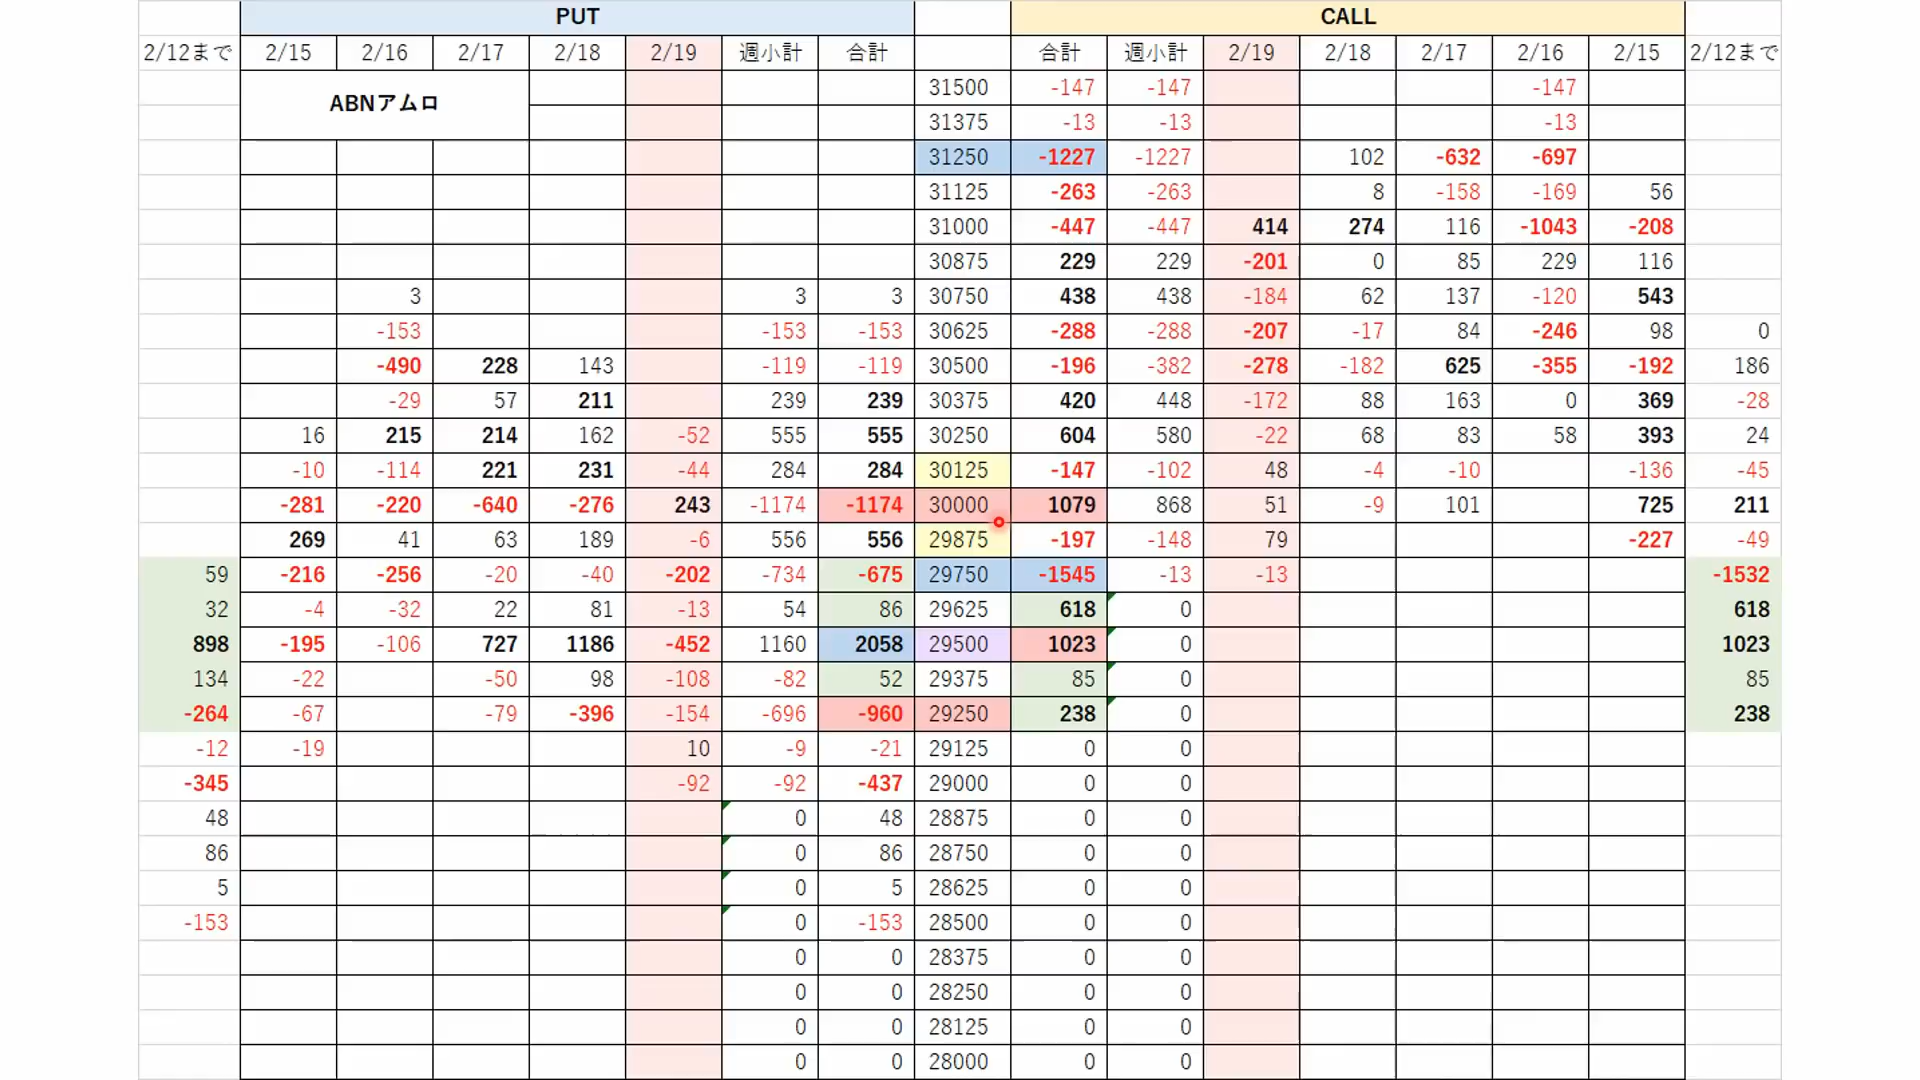 PUT CALL
2/12まで 2/15 2/16 2/17 2/18 2/19 週小計 合計 合計 週小計 2/19 2/18 2/17 2/16 2/15 2/12まで
ABNアムロ
31500 -147 -147 -147
31375 -13 -13 -13
31250 -1227 -1227 102 -632 -697
31125 -263 -263 8 -158 -169 56
31000 -447 -447 414 274 116 -1043 -208
30875 229 229 -201 0 85 229 116
3 3 3 30750 438 438 -184 62 137 -120 543
-153 -153 -153 30625 -288 -288 -207 -17 84 -246 98 0
-490 228 143 -119 -119 30500 -196 -382 -278 -182 625 -355 -192 186
-29 57 211 239 239 30375 420 448 -172 88 163 0 369 -28
16 215 214 162 -52 555 555 30250 604 580 -22 68 83 58 393 24
-10 -114 221 231 -44 284 284 30125 -147 -102 48 -4 -10 -136 -45
-281 -220 -640 -276 243 -1174 -1174 30000 1079 868 51 -9 101 725 211
269 41 63 189 -6 556 556 29875 -197 -148 79 -227 -49
59 -216 -256 -20 -40 -202 -734 -675 29750 -1545 -13 -13 -1532
32 -4 -32 22 81 -13 54 86 29625 618 0 618
898 -195 -106 727 1186 -452 1160 2058 29500 1023 0 1023
134 -22 -50 98 -108 -82 52 29375 85 0 85
-264 -67 -79 -396 -154 -696 -960 29250 238 0 238
-12 -19 10 -9 -21 29125 0 0
-345 -92 -92 -437 29000 0 0
48 0 48 28875 0 0
86 0 86 28750 0 0
5 0 5 28625 0 0
-153 0 -153 28500 0 0
0 0 28375 0 0
0 0 28250 0 0
0 0 28125 0 0
0 0 28000 0 0